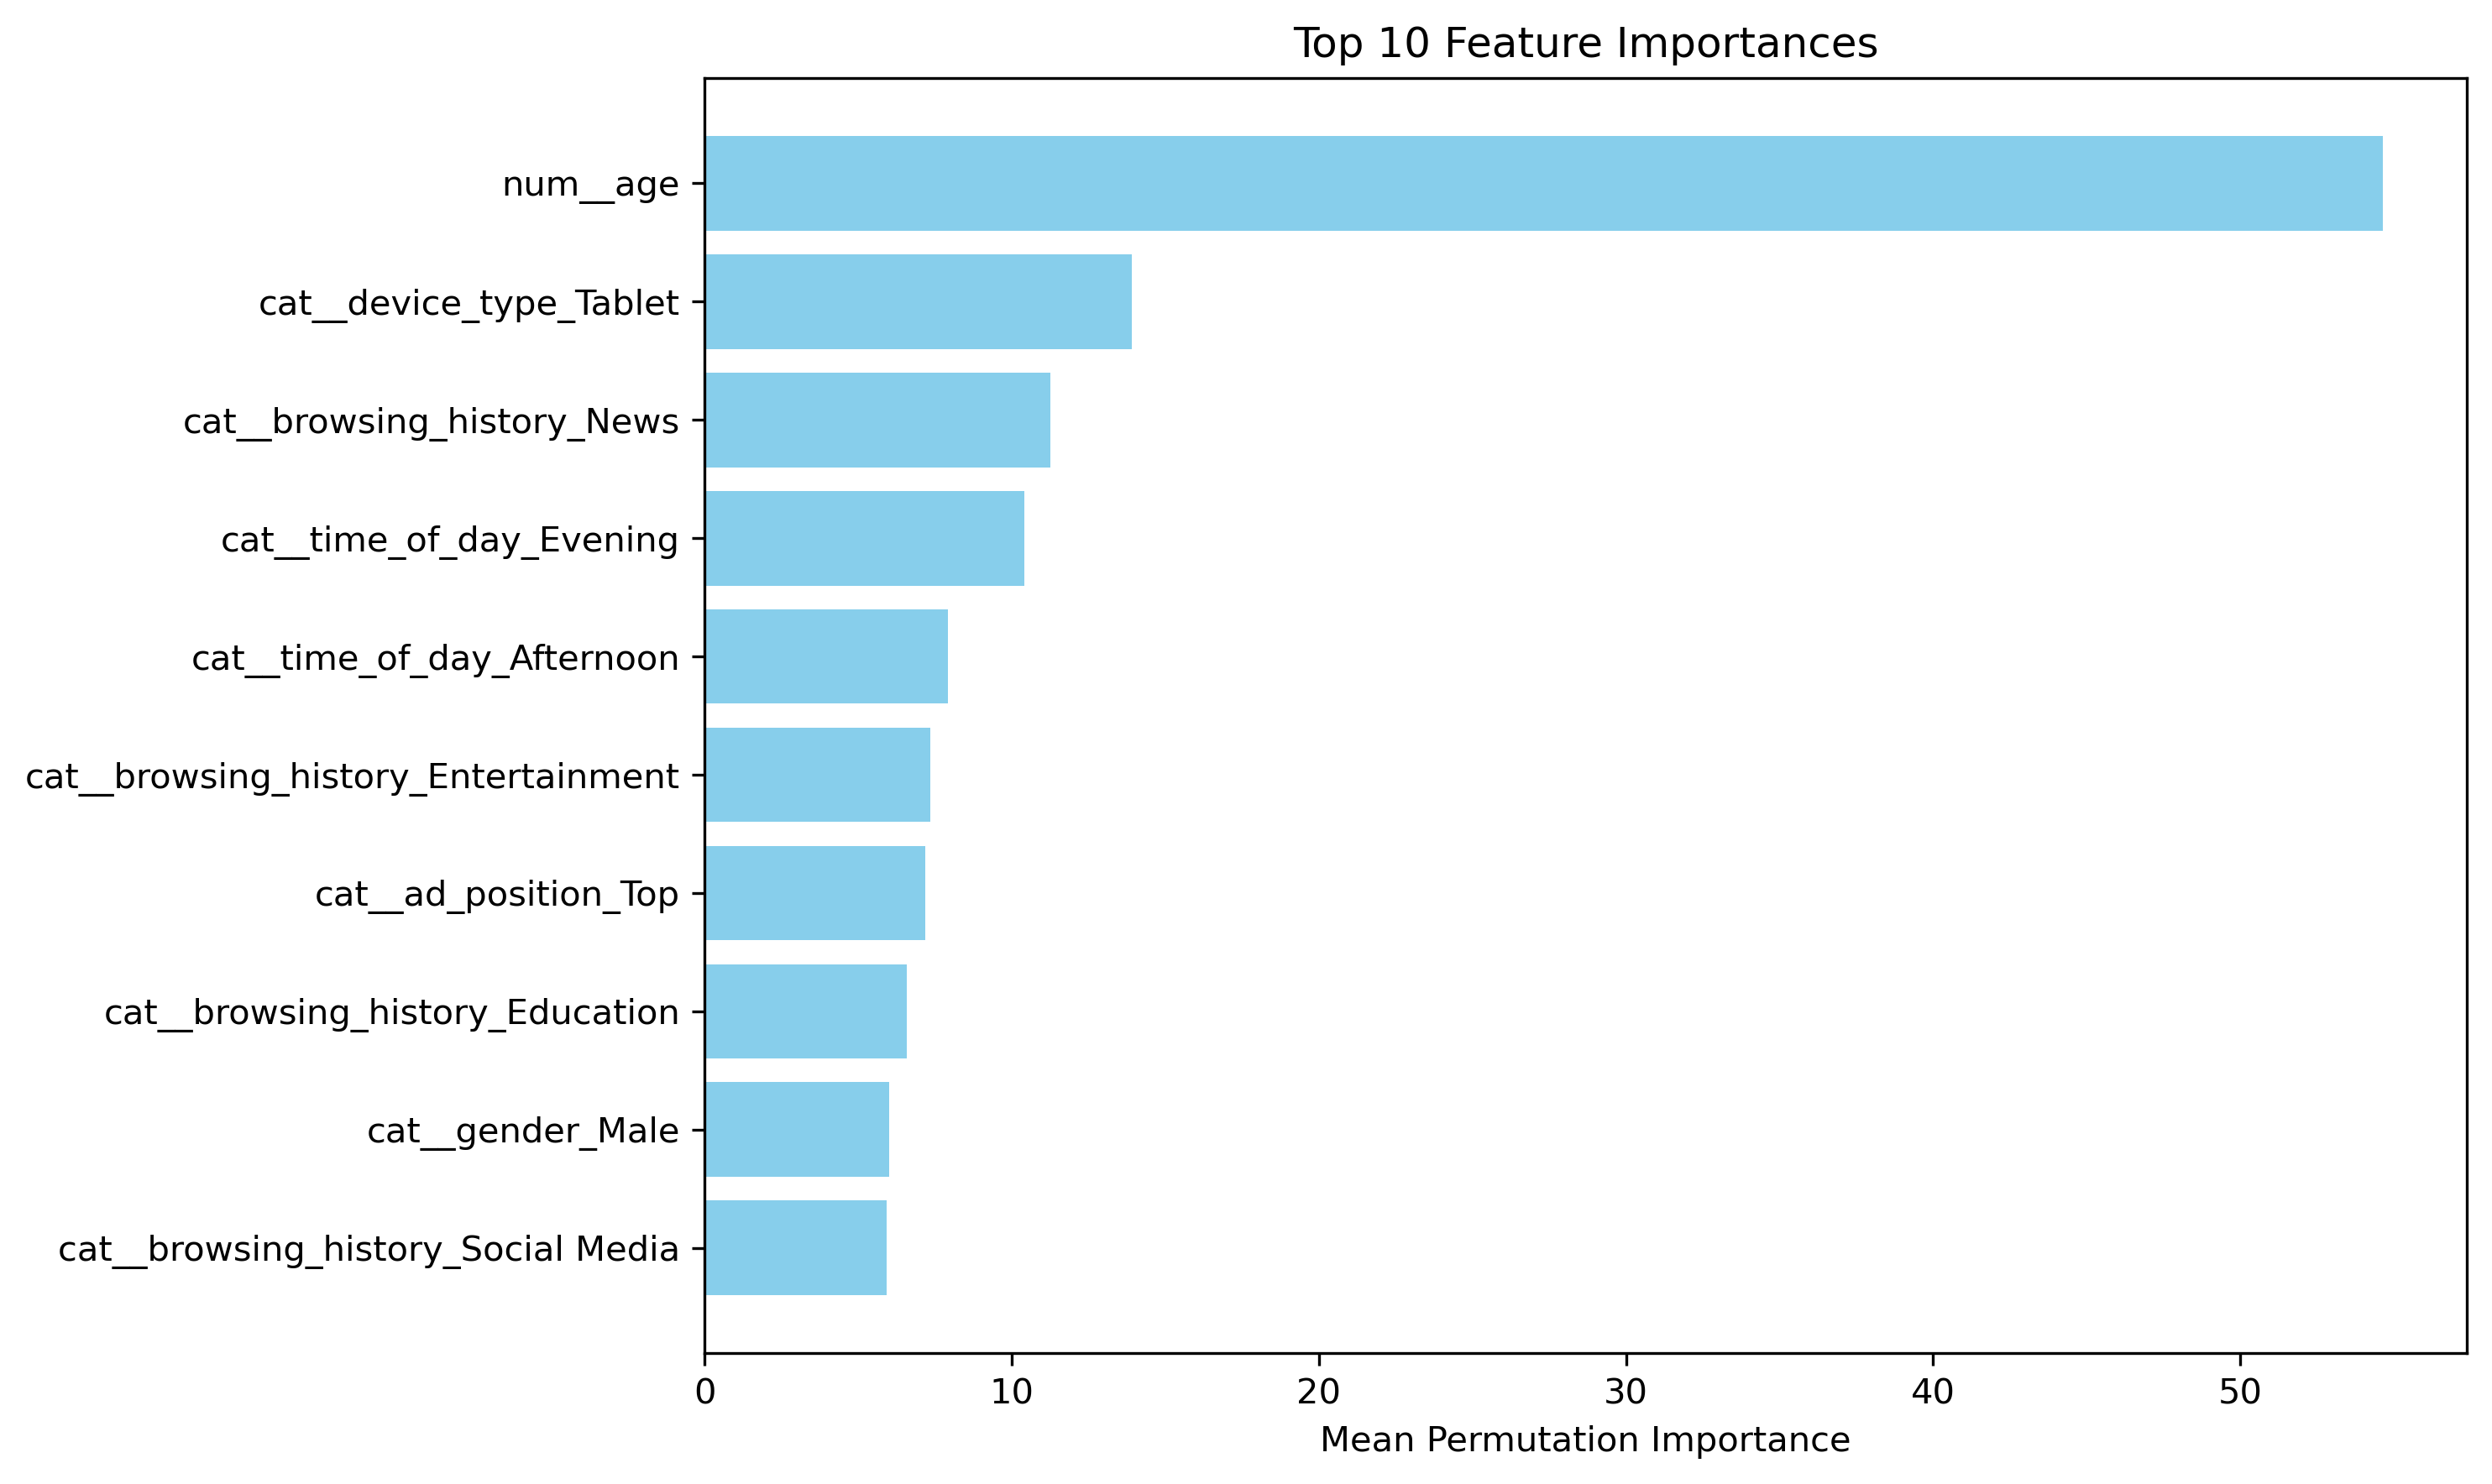 Top 10 Feature Importances
num__age
cat__device_type_Tablet
cat__browsing_history_News
cat__time_of_day_Evening
cat__time_of_day_Afternoon
cat__browsing_history_Entertainment
cat__ad_position_Top
cat__browsing_history_Education
cat__gender_Male
cat__browsing_history_Social Media
0 10 20 30 40 50
Mean Permutation Importance